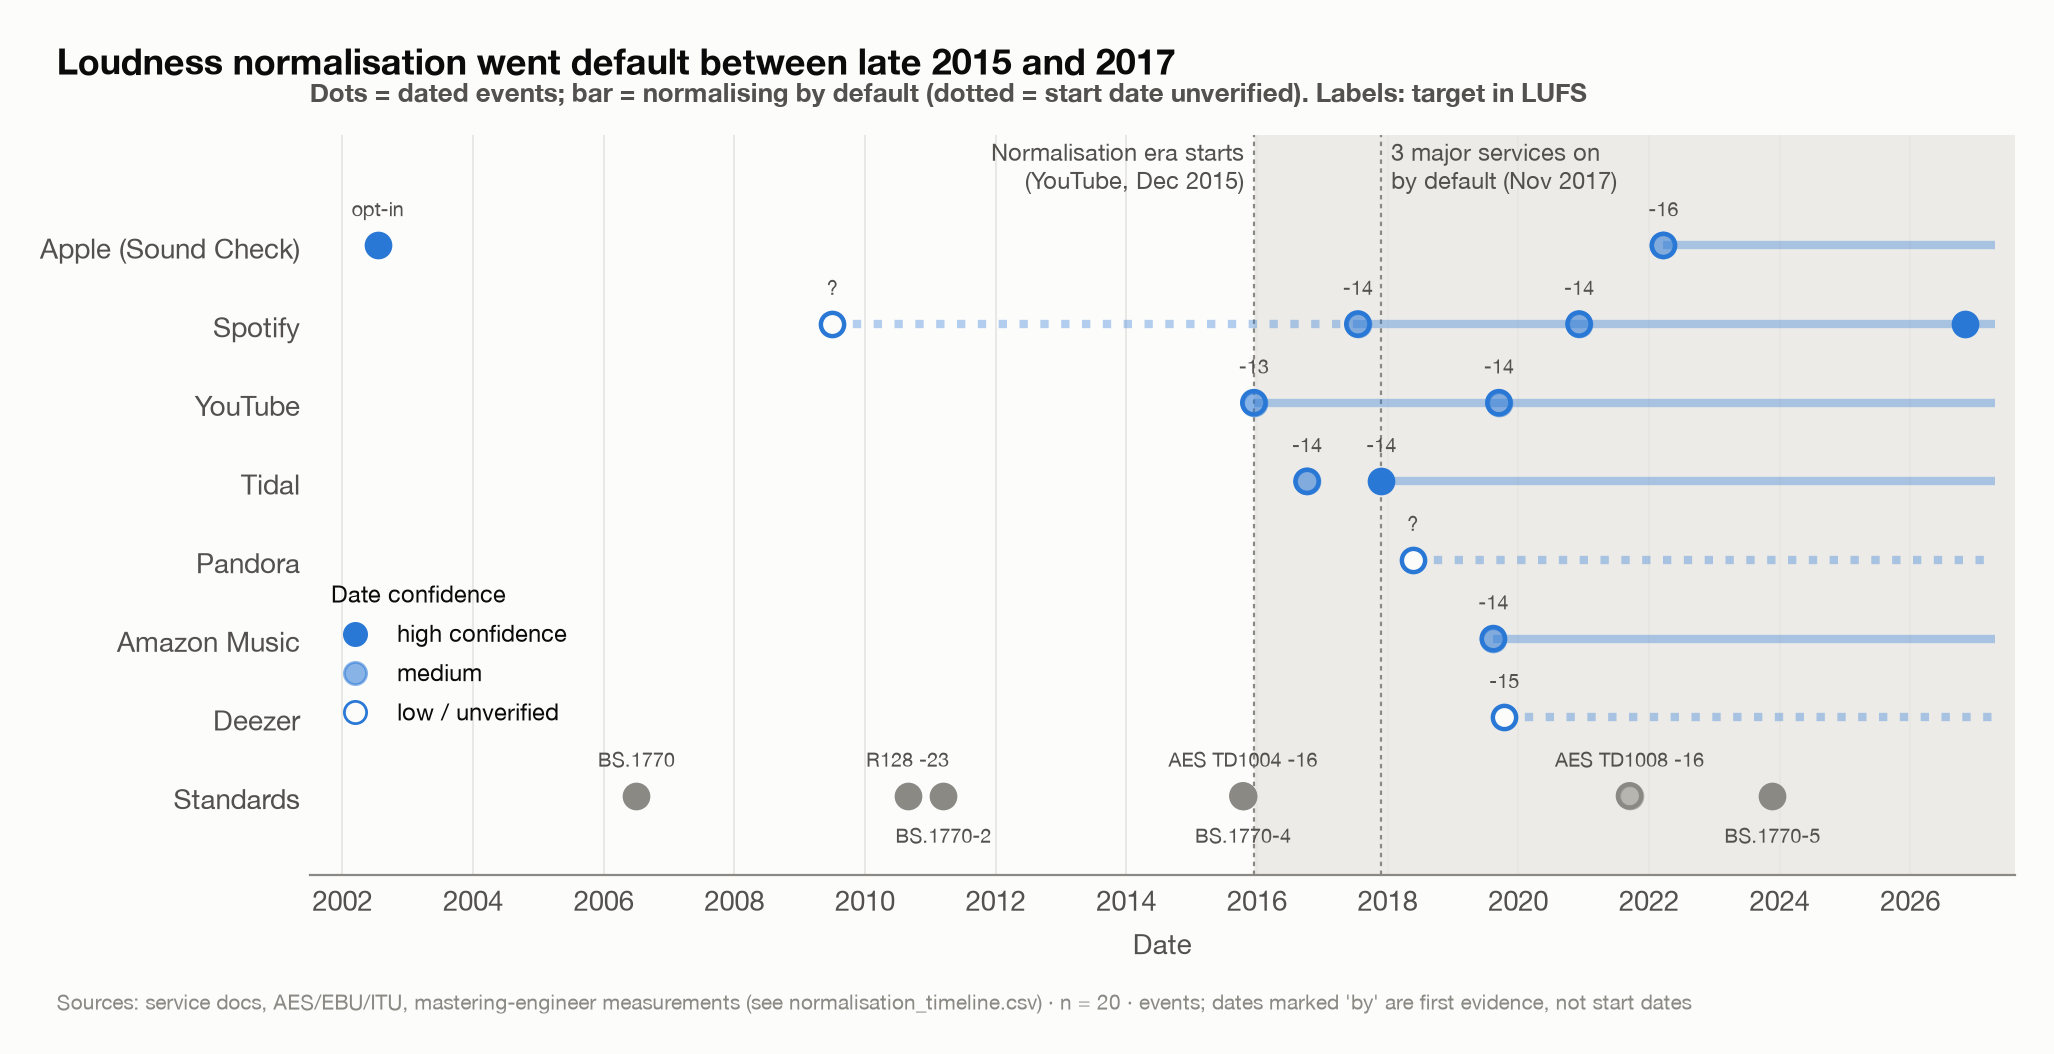 Loudness normalisation went default between late 2015 and 2017
Dots = dated events; bar = normalising by default (dotted = start date unverified). Labels: target in LUFS
Normalisation era starts
(YouTube, Dec 2015)
3 major services on
by default (Nov 2017)
opt-in
-16
Apple (Sound Check)
?
-14
-14
Spotify
-13
-14
YouTube
-14
-14
Tidal
?
Pandora
Date confidence
high confidence
medium
low / unverified
-14
Amazon Music
-15
Deezer
BS.1770
R128 -23
AES TD1004 -16
AES TD1008 -16
Standards
BS.1770-2
BS.1770-4
BS.1770-5
2002 2004 2006 2008 2010 2012 2014 2016 2018 2020 2022 2024 2026
Date
Sources: service docs, AES/EBU/ITU, mastering-engineer measurements (see normalisation_timeline.csv) · n = 20 · events; dates marked 'by' are first evidence, not start dates